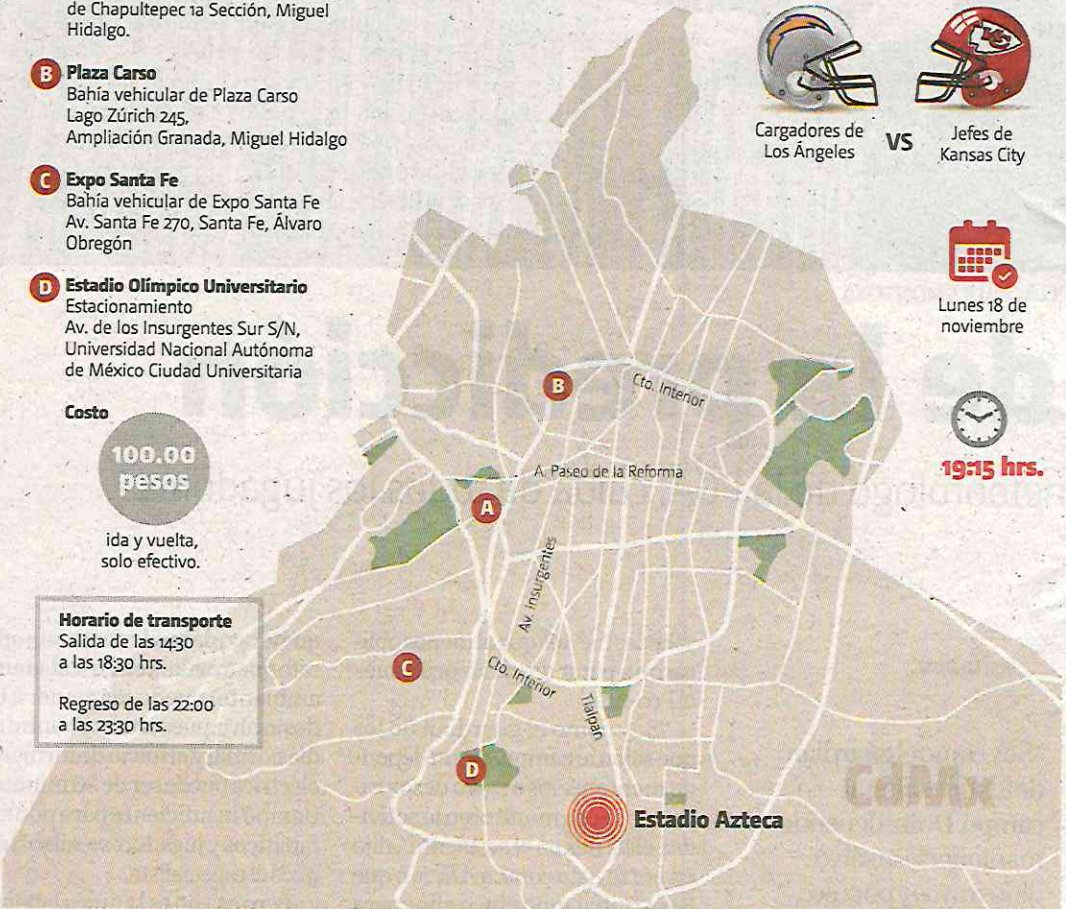 de Chapultepec 1a Sección, Miguel
Hidalgo.
B Plaza Carso
Bahía vehicular de Plaza Carso
Lago Zúrich 245,
Ampliación Granada, Miguel Hidalgo
C Expo Santa Fe
Bahía vehicular de Expo Santa Fe
Av. Santa Fe 270, Santa Fe, Álvaro
Obregón
D Estadio Olímpico Universitario
Estacionamiento
Av. de los Insurgentes Sur S/N,
Universidad Nacional Autónoma
de México Ciudad Universitaria
Costo
100.00
pesos
ida y vuelta,
solo efectivo.
Horario de transporte
Salida de las 14:30
a las 18:30 hrs.
Regreso de las 22:00
a las 23:30 hrs.
Cargadores de
Los Ángeles
VS
Jefes de
Kansas City
Lunes 18 de
noviembre
19:15 hrs.
B
Cto. Interior
A. Paseo de la Reforma
A
Av. Insurgentes
C
Cto. Interior
Tlalpán
D
Estadio Azteca